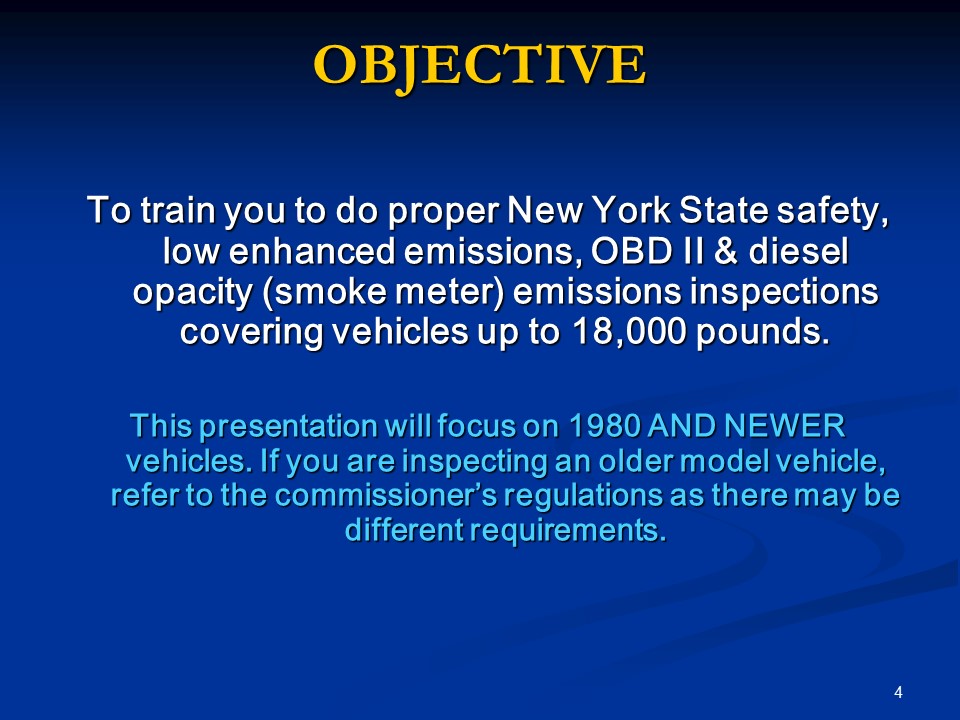 OBJECTIVE
To train you to do proper New York State safety,
low enhanced emissions, OBD II & diesel
opacity (smoke meter) emissions inspections
covering vehicles up to 18,000 pounds.
This presentation will focus on 1980 AND NEWER
vehicles. If you are inspecting an older model vehicle,
refer to the commissioner’s regulations as there may be
different requirements.
4